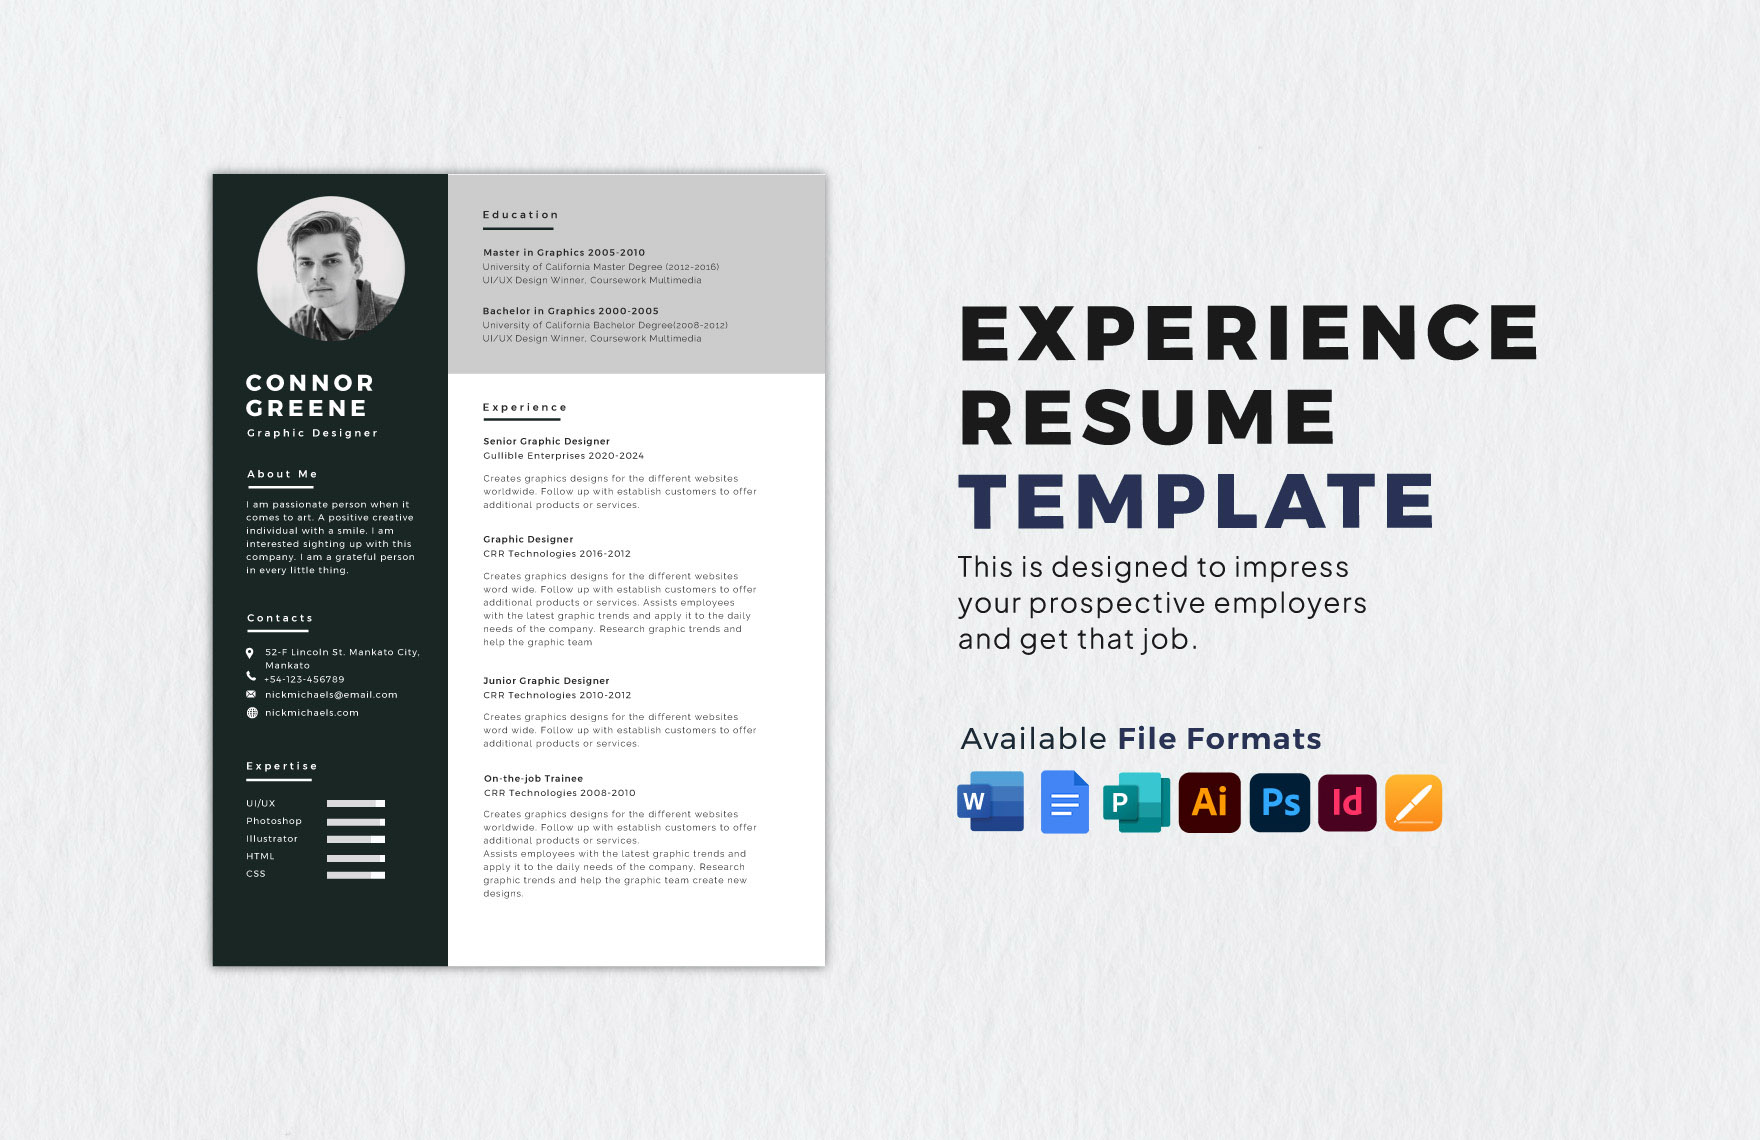 CONNOR
GREENE
Graphic Designer
About Me
I am passionate person when it
comes to art. A positive creative
individual with a smile. I am
interested sighting up with this
company. I am a grateful person
in every little thing.
Contacts
52-F Lincoln St. Mankato City,
Mankato
+54-123-456789
nickmichaels@email.com
nickmichaels.com
Expertise
UI/UX
Photoshop
Illustrator
HTML
CSS
Education
Master in Graphics 2005-2010
University of California Master Degree (2012-2016)
UI/UX Design Winner, Coursework Multimedia
Bachelor in Graphics 2000-2005
University of California Bachelor Degree(2008-2012)
UI/UX Design Winner, Coursework Multimedia
Experience
Senior Graphic Designer
Gullible Enterprises 2020-2024
Creates graphics designs for the different websites
worldwide. Follow up with establish customers to offer
additional products or services.
Graphic Designer
CRR Technologies 2016-2012
Creates graphics designs for the different websites
word wide. Follow up with establish customers to offer
additional products or services. Assists employees
with the latest graphic trends and apply it to the daily
needs of the company. Research graphic trends and
help the graphic team
Junior Graphic Designer
CRR Technologies 2010-2012
Creates graphics designs for the different websites
word wide. Follow up with establish customers to offer
additional products or services.
On-the-job Trainee
CRR Technologies 2008-2010
Creates graphics designs for the different websites
worldwide. Follow up with establish customers to offer
additional products or services.
Assists employees with the latest graphic trends and
apply it to the daily needs of the company. Research
graphic trends and help the graphic team create new
designs.
EXPERIENCE
RESUME
TEMPLATE
This is designed to impress
your prospective employers
and get that job.
Available File Formats
W P Ai Ps Id